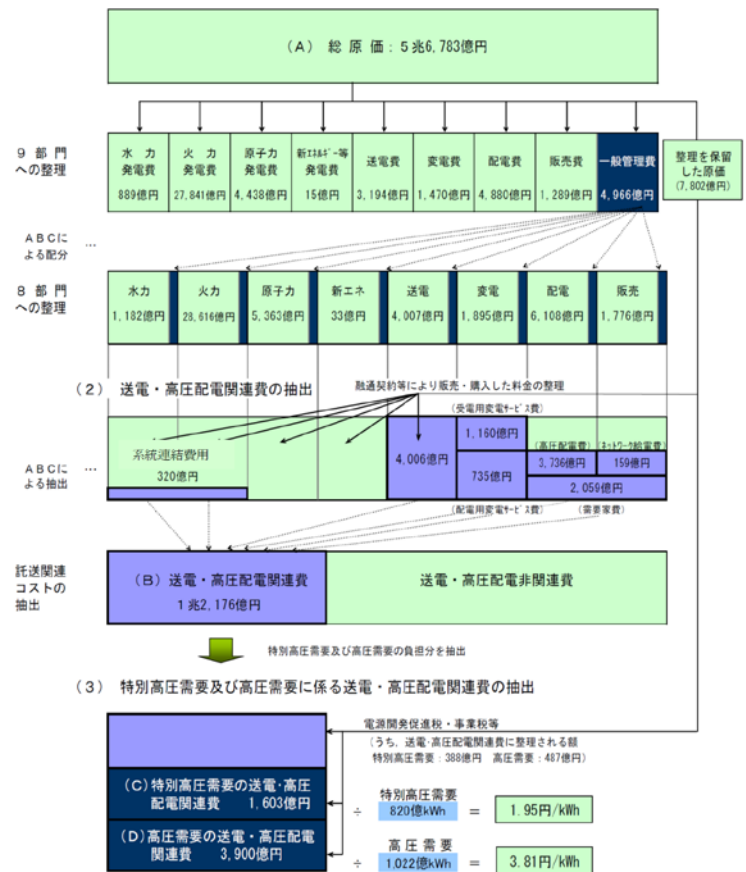 (A) 総原価：5兆6,783億円
9部門
への整理
水力
発電費
889億円
火力
発電費
27,841億円
原子力
発電費
4,438億円
新エネルギー等
発電費
15億円
送電費
3,194億円
変電費
1,470億円
配電費
4,880億円
販売費
1,289億円
一般管理費
4,966億円
整理を保留
した原価
(7,802億円)
ABCに
よる配分
…
8部門
への整理
水力
1,182億円
火力
28,616億円
原子力
5,363億円
新エネ
33億円
送電
4,007億円
変電
1,895億円
配電
6,108億円
販売
1,776億円
(2) 送電・高圧配電関連費の抽出
融通契約等により販売・購入した料金の整理
(受電用変電サービス費)
ABCに
よる抽出
…
系統連結費用
320億円
4,006億円
1,160億円
735億円
(高圧配電費)
(ネットワーク給電費)
3,736億円
159億円
2,059億円
(配電用変電サービス費)
(需要家費)
託送関連
コストの
抽出
(B) 送電・高圧配電関連費
1兆2,176億円
送電・高圧配電非関連費
特別高圧需要及び高圧需要の負担分を抽出
(3) 特別高圧需要及び高圧需要に係る送電・高圧配電関連費の抽出
電源開発促進税・事業税等
(うち、送電・高圧配電関連費に整理される額
特別高圧需要：388億円 高圧需要：487億円)
(C)特別高圧需要の送電・高圧
配電関連費 1,603億円
÷
特別高圧需要
820億kWh
=
1.95円/kWh
(D)高圧需要の送電・高圧配電
関連費 3,900億円
÷
高圧需要
1,022億kWh
=
3.81円/kWh